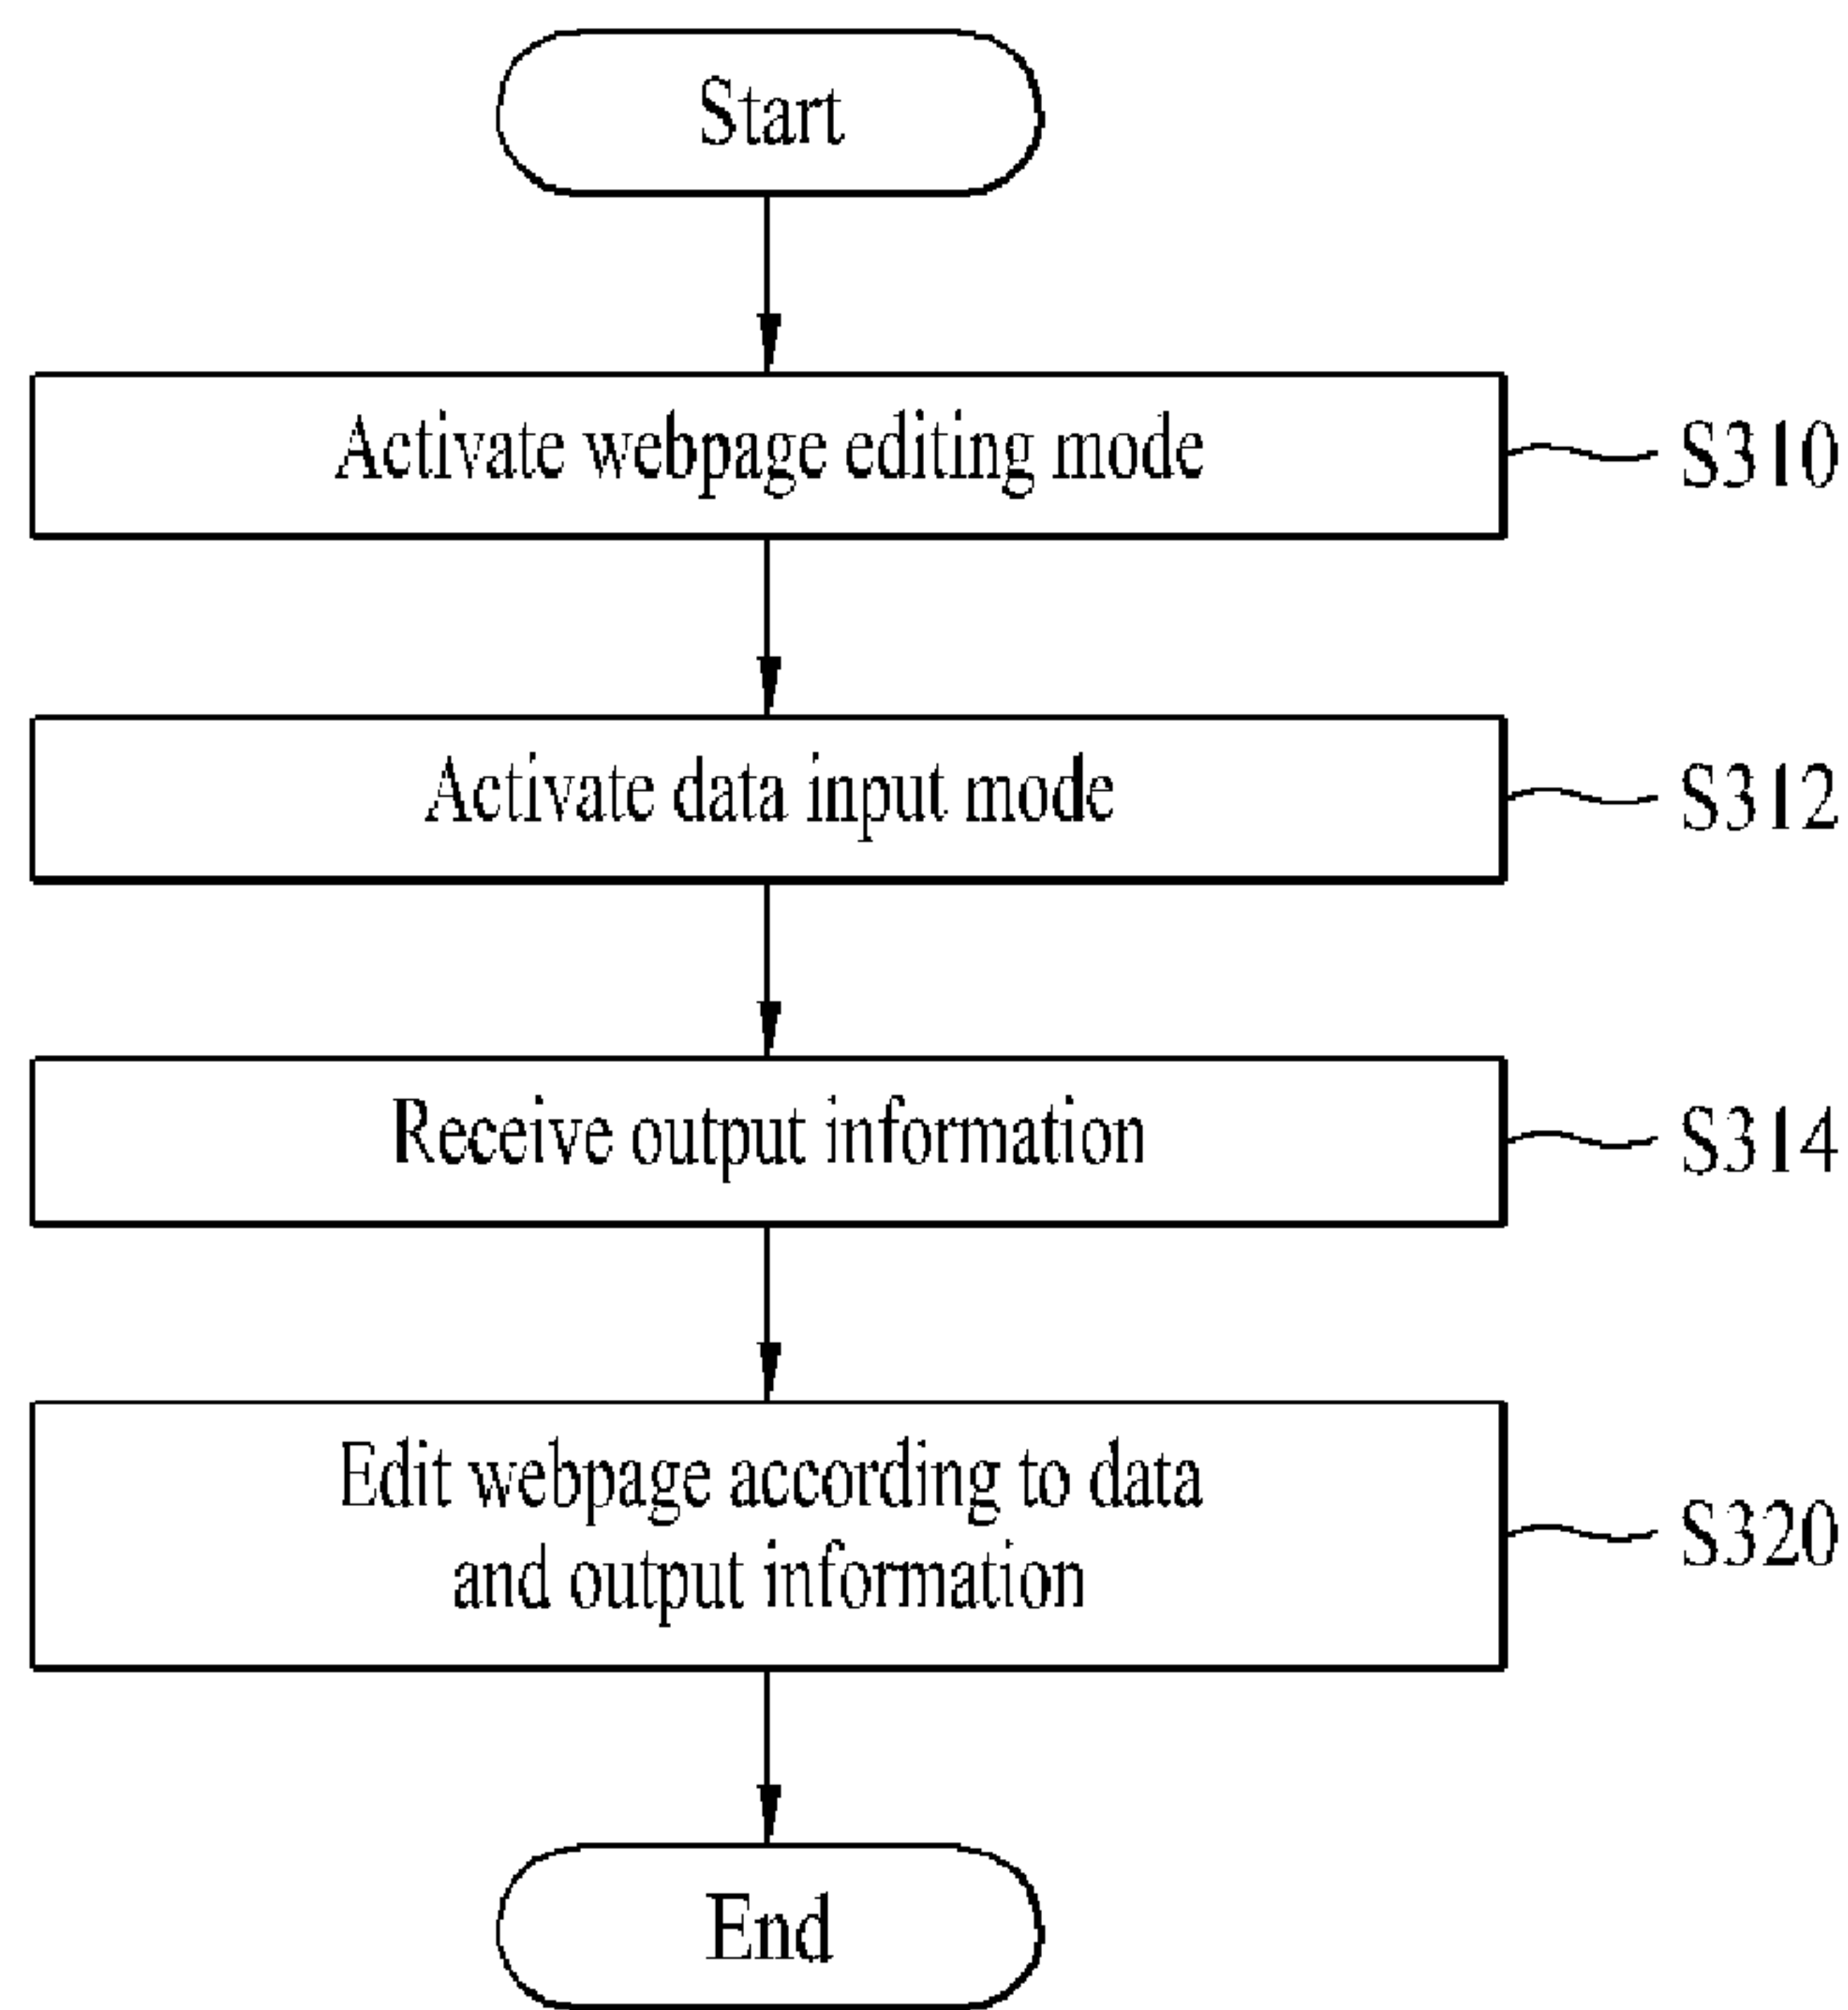 Start
Activate webpage editing mode
S310
Activate data input mode
S312
Receive output information
S314
Edit webpage according to data
and output information
S320
End